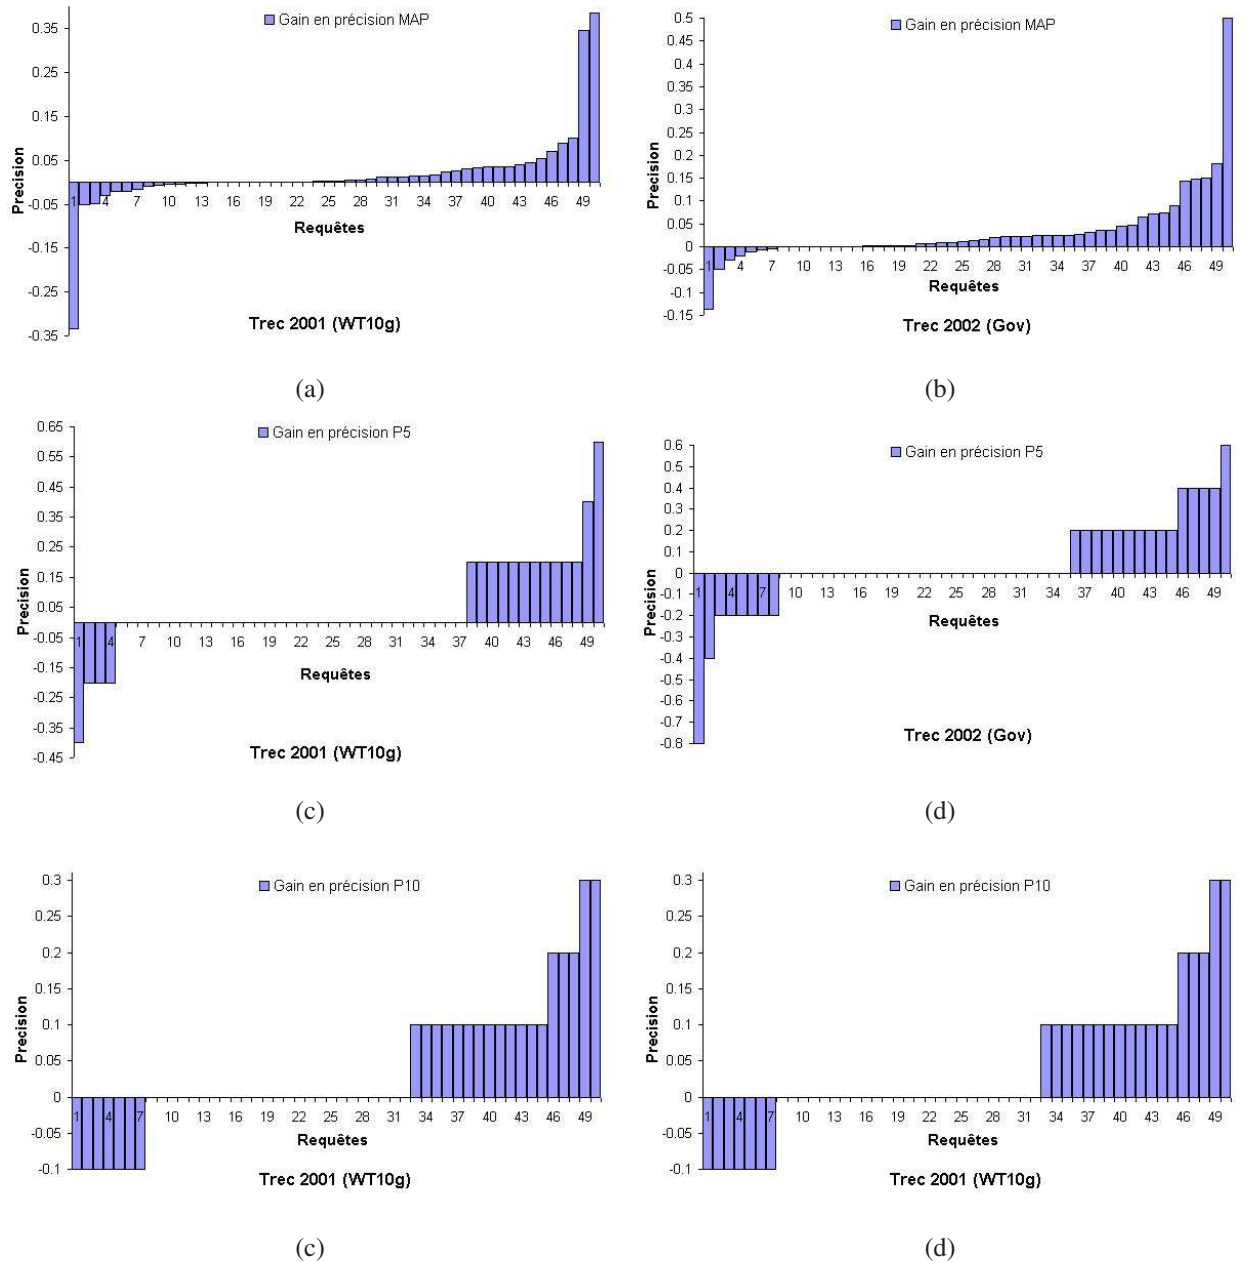 Gain en précision MAP
0.35
0.25
0.15
0.05
-0.05
-0.15
-0.25
-0.35
Precision
1 4 7 10 13 16 19 22 25 28 31 34 37 40 43 46 49
Requêtes
Trec 2001 (WT10g)
(a)
Gain en précision MAP
0.5
0.45
0.4
0.35
0.3
0.25
0.2
0.15
0.1
0.05
0
-0.05
-0.1
-0.15
Precision
1 4 7 10 13 16 19 22 25 28 31 34 37 40 43 46 49
Requêtes
Trec 2002 (Gov)
(b)
Gain en précision P5
0.65
0.55
0.45
0.35
0.25
0.15
0.05
-0.05
-0.15
-0.25
-0.35
-0.45
Precision
1 4 7 10 13 16 19 22 25 28 31 34 37 40 43 46 49
Requêtes
Trec 2001 (WT10g)
(c)
Gain en précision P5
0.6
0.5
0.4
0.3
0.2
0.1
0
-0.1
-0.2
-0.3
-0.4
-0.5
-0.6
-0.7
-0.8
Precision
1 4 7 10 13 16 19 22 25 28 31 34 37 40 43 46 49
Requêtes
Trec 2002 (Gov)
(d)
Gain en précision P10
0.3
0.25
0.2
0.15
0.1
0.05
0
-0.05
-0.1
Precision
1 4 7 10 13 16 19 22 25 28 31 34 37 40 43 46 49
Requêtes
Trec 2001 (WT10g)
(c)
Gain en précision P10
0.3
0.25
0.2
0.15
0.1
0.05
0
-0.05
-0.1
Precision
1 4 7 10 13 16 19 22 25 28 31 34 37 40 43 46 49
Requêtes
Trec 2001 (WT10g)
(d)